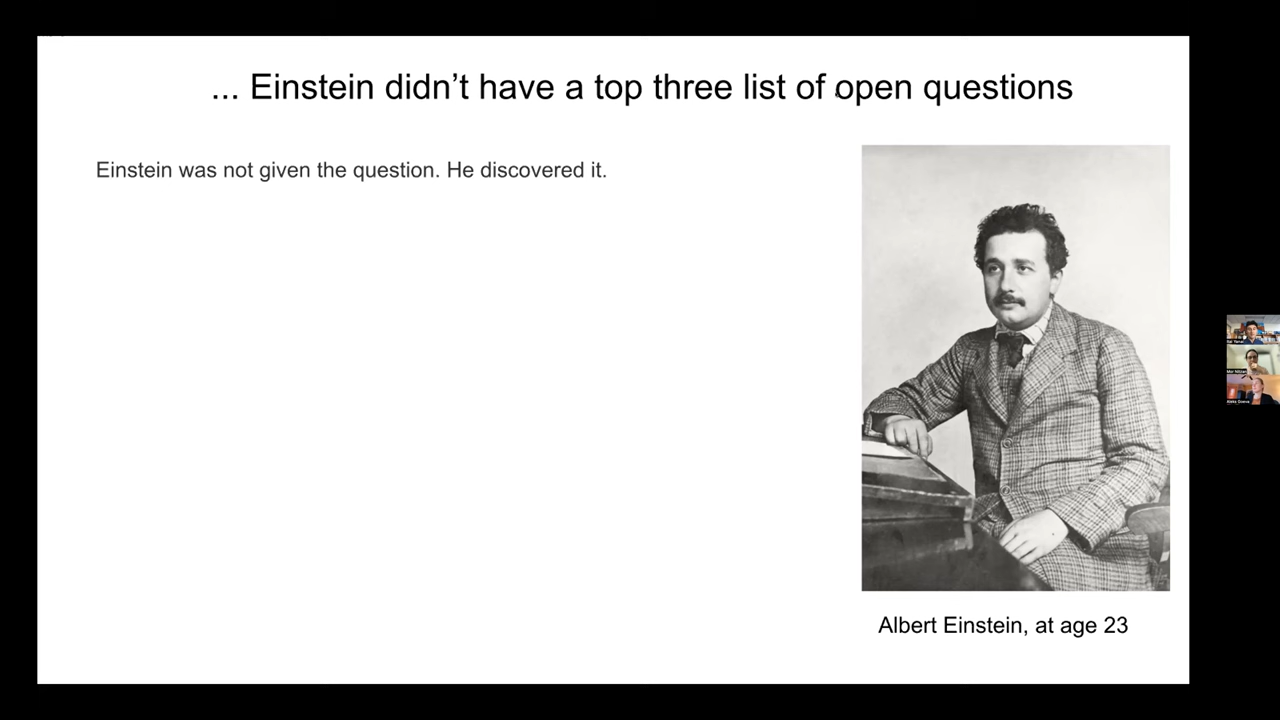 ... Einstein didn't have a top three list of open questions
Einstein was not given the question. He discovered it.
Albert Einstein, at age 23